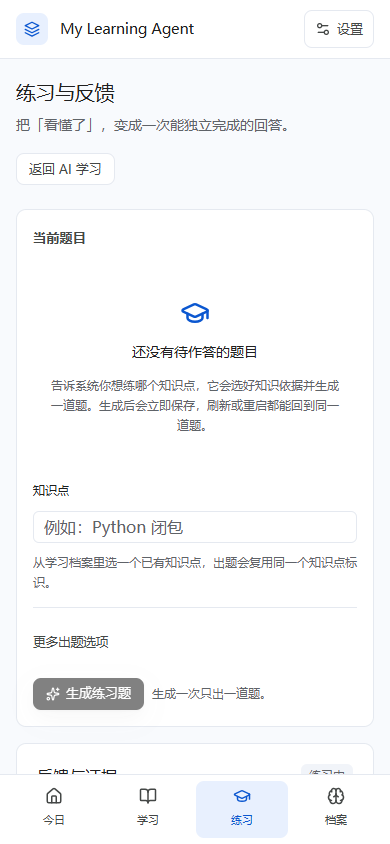 My Learning Agent
设置
练习与反馈
把「看懂了」，变成一次能独立完成的回答。
返回 AI 学习
当前题目
还没有待作答的题目
告诉系统你想练哪个知识点，它会选好知识依据并生成
一道题。生成后会立即保存，刷新或重启都能回到同一
道题。
知识点
例如：Python 闭包
从学习档案里选一个已有知识点，出题会复用同一个知识点标
识。
更多出题选项
生成练习题
生成一次只出一道题。
反馈与证据
练习中
今日
学习
练习
档案